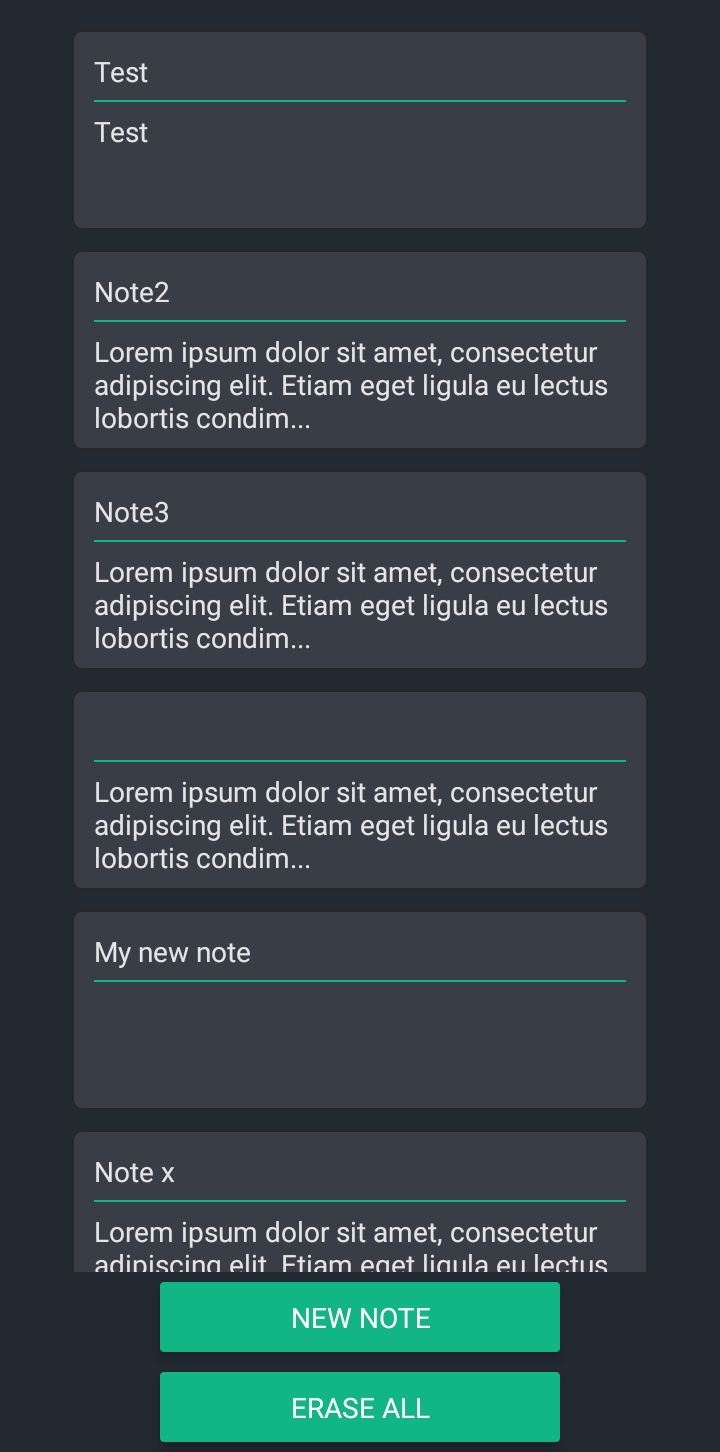 Test
Test
Note2
Lorem ipsum dolor sit amet, consectetur
adipiscing elit. Etiam eget ligula eu lectus
lobortis condim...
Note3
Lorem ipsum dolor sit amet, consectetur
adipiscing elit. Etiam eget ligula eu lectus
lobortis condim...
Lorem ipsum dolor sit amet, consectetur
adipiscing elit. Etiam eget ligula eu lectus
lobortis condim...
My new note
Note x
Lorem ipsum dolor sit amet, consectetur
adipiscing elit. Etiam eget ligula eu lectus
NEW NOTE
ERASE ALL